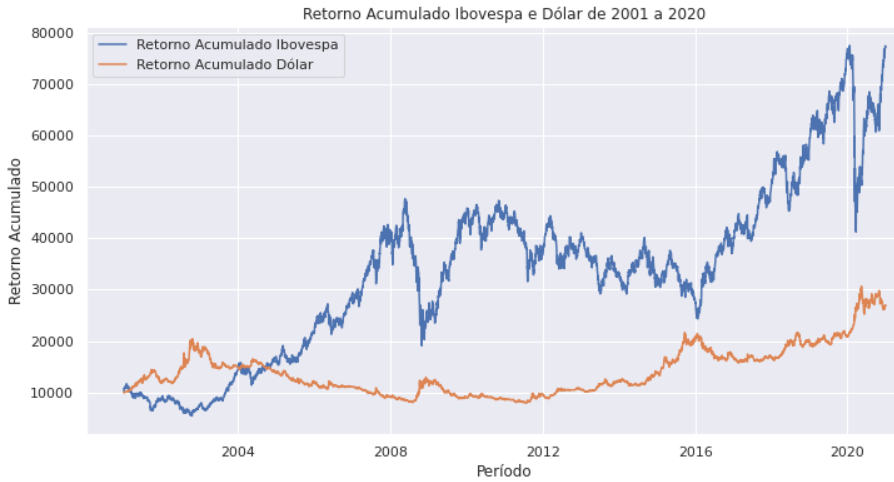 Retorno Acumulado Ibovespa e Dólar de 2001 a 2020
Retorno Acumulado Ibovespa
Retorno Acumulado Dólar
Retorno Acumulado
80000
70000
60000
50000
40000
30000
20000
10000
2004 2008 2012 2016 2020
Período